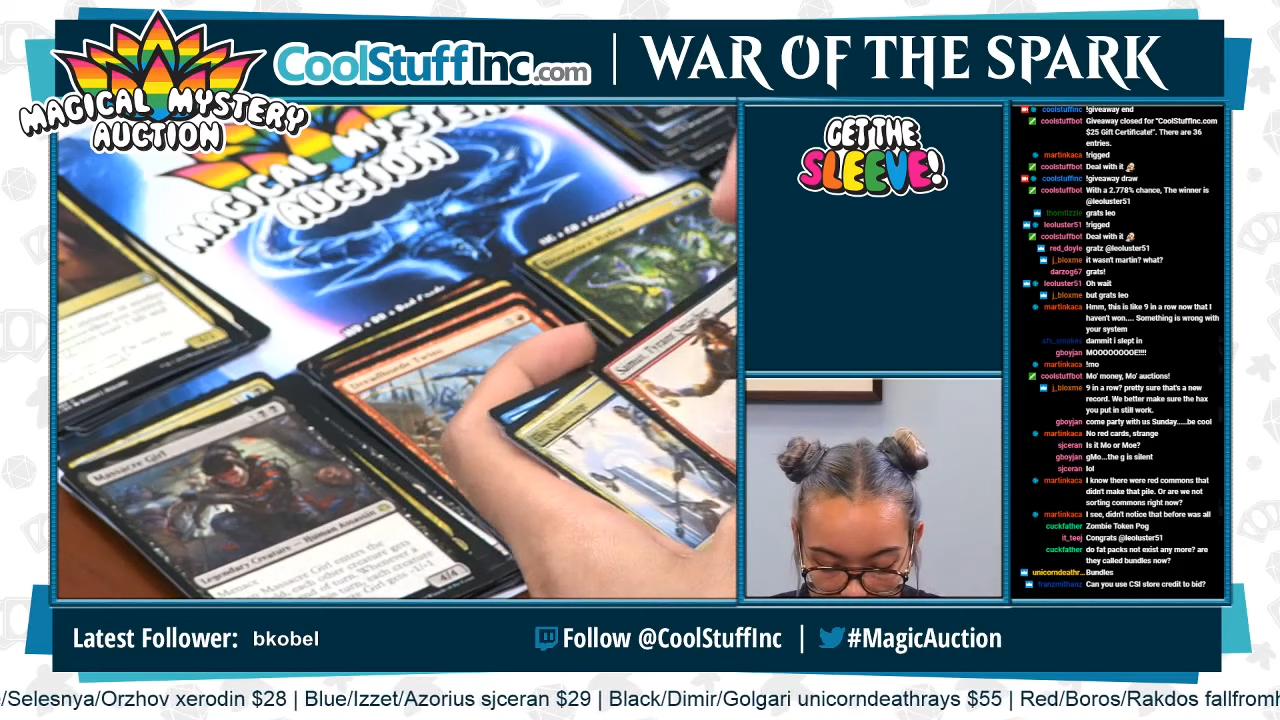 MAGICAL MYSTERY
AUCTION
CoolStuffInc.com
WAR OF THE SPARK
GET THE
SLEEVE!
MAGICAL MYSTERY
AUCTION
Massacre Girl
Legendary Creature
4/4
coolstuffinc !giveaway end
coolstuffbot Giveaway closed for "CoolStuffInc.com
$25 Gift Certificate!". There are 36
entries.
martinkaca !rigged
coolstuffbot Deal with it
coolstuffinc !giveaway draw
coolstuffbot With a 2.778% chance, The winner is
@leoluster51
thorntizzle grats leo
leoluster51 !rigged
coolstuffbot Deal with it
red_doyle gratz @leoluster51
j_bloxme it wasn't martin? what?
darzog67 grats!
leoluster51 Oh wait
j_bloxme but grats leo
martinkaca Hmm, this is like 9 in a row now that I
haven't won.... Something is wrong with
your system
dammit i slept in
gboyjan MOOOOOOOOE!!!!
martinkaca !mo
coolstuffbot Mo' money, Mo' auctions!
j_bloxme 9 in a row? pretty sure that's a new
record. We better make sure the hax
you put in still work.
gboyjan come party with us Sunday.....be cool
martinkaca No red cards, strange
sjceran Is it Mo or Moe?
gboyjan gMo...the g is silent
sjceran lol
martinkaca I know there were red commons that
didn't make that pile. Or are we not
sorting commons right now?
martinkaca I see, didn't notice that before was all
cuckfather Zombie Token Pog
it_teej Congrats @leoluster51
cuckfather do fat packs not exist any more? are
they called bundles now?
unicorndeathr... Bundles
franzmithanz Can you use CSI store credit to bid?
Latest Follower: bkobel
Follow @CoolStuffInc | #MagicAuction
/Selesnya/Orzhov xerodin $28 | Blue/Izzet/Azorius sjceran $29 | Black/Dimir/Golgari unicorndeathrays $55 | Red/Boros/Rakdos